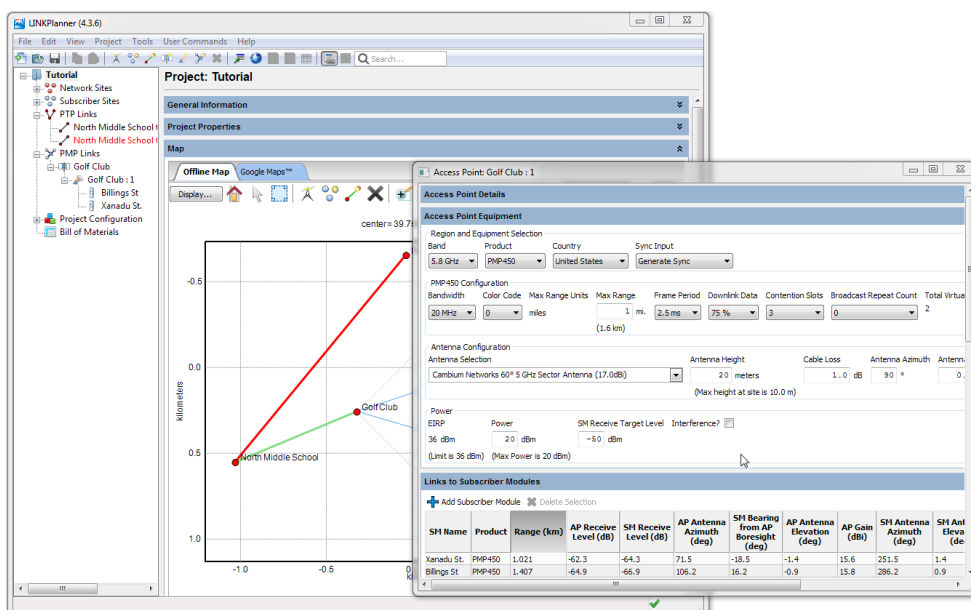 LINKPlanner (4.3.6)
File Edit View Project Tools User Commands Help
Search...
Tutorial
Network Sites
Subscriber Sites
PTP Links
North Middle School
North Middle School
PMP Links
Golf Club
Golf Club : 1
Billings St
Xanadu St.
Project Configuration
Bill of Materials
Project: Tutorial
General Information
Project Properties
Map
Offline Map Google Maps™
Display...
center= 39.7
-0.5
0.0
0.5
1.0
kilometers
Golf Club
North Middle School
-1.0 -0.5
Access Point: Golf Club : 1
Access Point Details
Access Point Equipment
Region and Equipment Selection
Band Product Country Sync Input
5.8 GHz PMP450 United States Generate Sync
PMP450 Configuration
Bandwidth Color Code Max Range Units Max Range Frame Period Downlink Data Contention Slots Broadcast Repeat Count Total Virtua
20 MHz 0 miles 1 mi. 2.5 ms 75 % 3 0 2
(1.6 km)
Antenna Configuration
Antenna Selection Antenna Height Cable Loss Antenna Azimuth Antenn
Cambium Networks 60° 5 GHz Sector Antenna (17.0dBi) 20 meters 1.0 dB 90 ° 0.
(Max height at site is 10.0 m)
Power
EIRP Power SM Receive Target Level Interference?
36 dBm 20 dBm -50 dBm
(Limit is 36 dBm) (Max Power is 20 dBm)
Links to Subscriber Modules
Add Subscriber Module Delete Selection
SM Name Product Range (km) AP Receive Level (dB) SM Receive Level (dB) AP Antenna Azimuth (deg) SM Bearing from AP Boresight (deg) AP Antenna Elevation (deg) AP Gain (dBi) SM Antenna Azimuth (deg) SM Ant Eleva (de
Xanadu St. PMP450 1.021 -62.3 -64.3 71.5 -18.5 -1.4 15.6 251.5 1.4
Billings St PMP450 1.407 -64.9 -66.9 106.2 16.2 -0.9 15.8 286.2 0.9